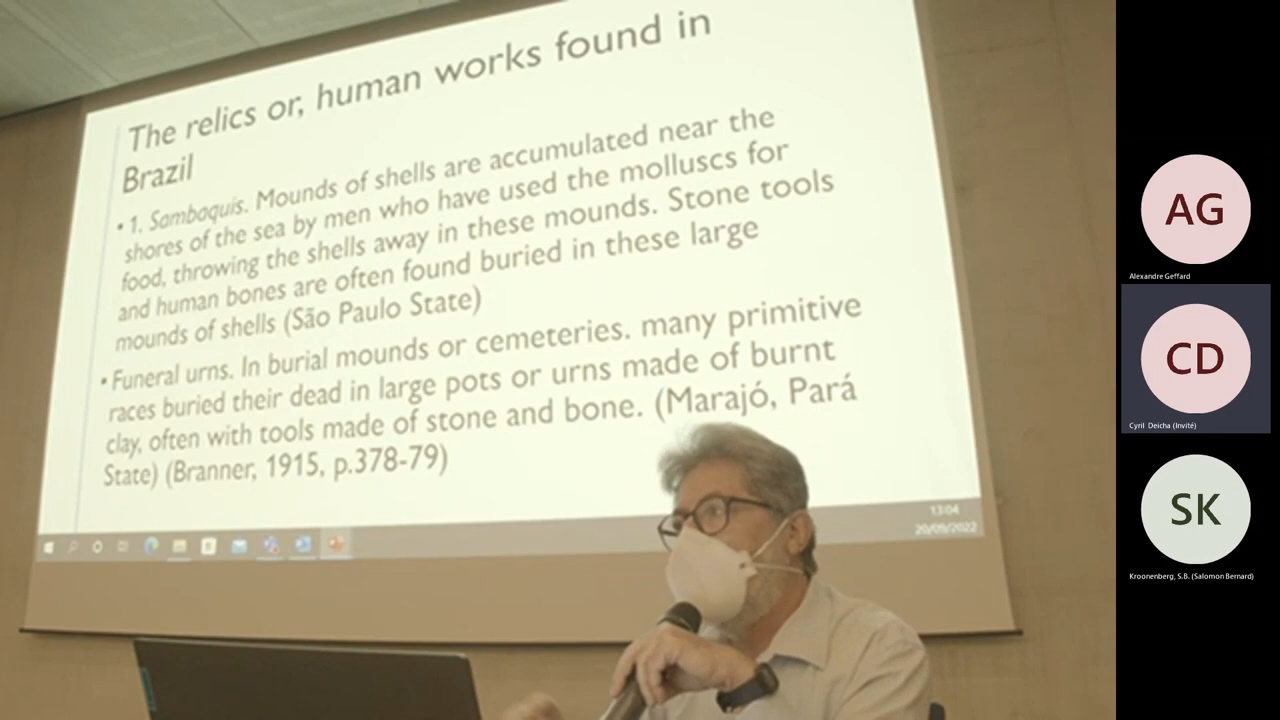 The relics or, human works found in
Brazil
• 1. Sambaquis. Mounds of shells are accumulated near the
shores of the sea by men who have used the molluscs for
food, throwing the shells away in these mounds. Stone tools
and human bones are often found buried in these large
mounds of shells (São Paulo State)
• Funeral urns. In burial mounds or cemeteries. many primitive
races buried their dead in large pots or urns made of burnt
clay, often with tools made of stone and bone. (Marajó, Pará
State) (Branner, 1915, p.378-79)
13:04
20/09/2022
AG
Alexandre Geffard
CD
Cyril Deicha (Invité)
SK
Kroonenberg, S.B. (Salomon Bernard)